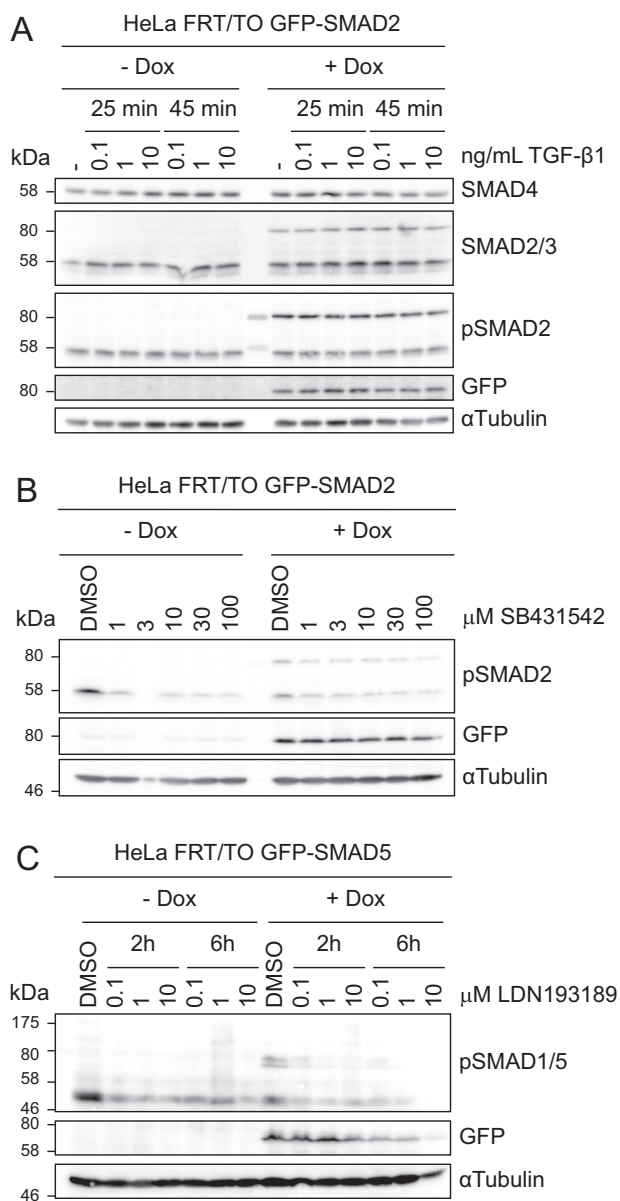 A
HeLa FRT/TO GFP-SMAD2
- Dox + Dox
25 min 45 min 25 min 45 min
kDa - 0.1 1 10 0.1 1 10 - 0.1 1 10 0.1 1 10 ng/mL TGF-β1
58 SMAD4
80
58 SMAD2/3
80
58 pSMAD2
80 GFP
αTubulin
B
HeLa FRT/TO GFP-SMAD2
- Dox + Dox
kDa DMSO 1 3 10 30 100 DMSO 1 3 10 30 100 μM SB431542
80
58 pSMAD2
80 GFP
46 αTubulin
C
HeLa FRT/TO GFP-SMAD5
- Dox + Dox
2h 6h 2h 6h
kDa DMSO 0.1 1 10 0.1 1 10 DMSO 0.1 1 10 0.1 1 10 μM LDN193189
175
80 pSMAD1/5
58
46
80 GFP
58
46 αTubulin